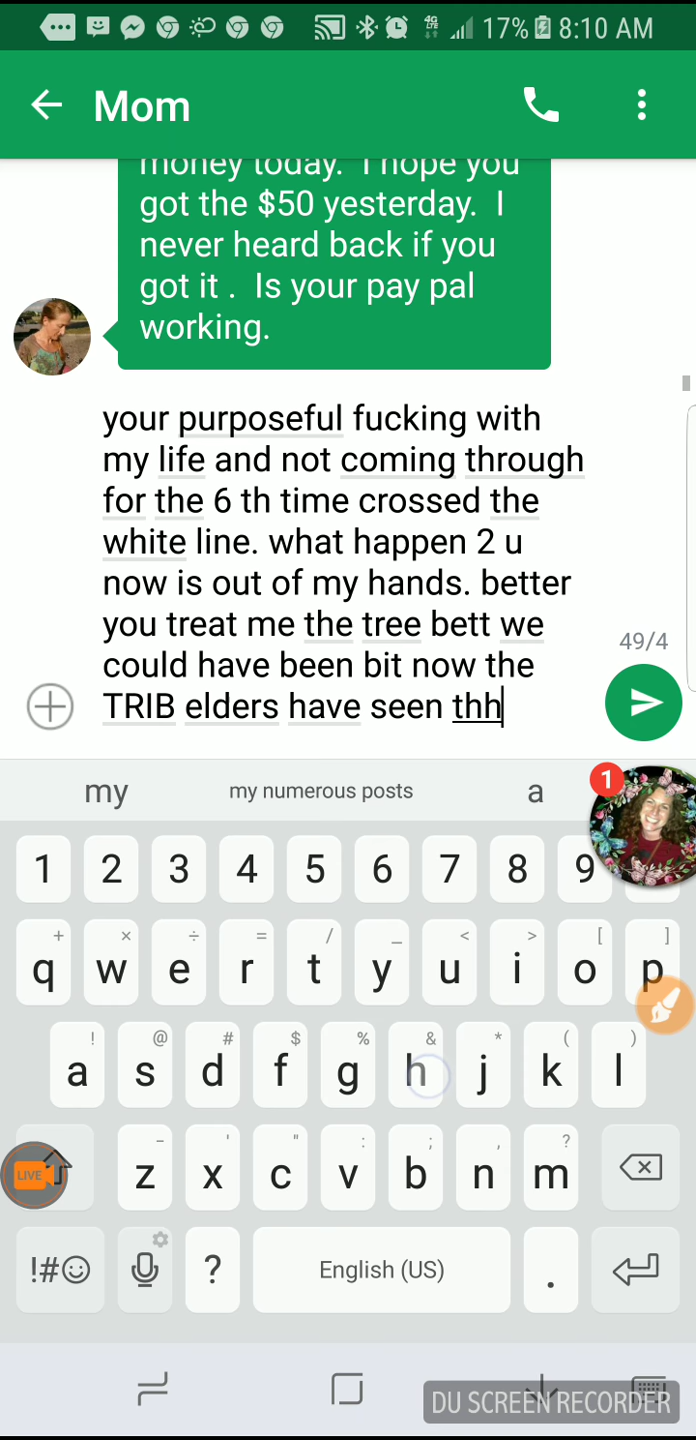 17% 8:10 AM
Mom
money today. I hope you
got the $50 yesterday. I
never heard back if you
got it . Is your pay pal
working.
your purposeful fucking with
my life and not coming through
for the 6 th time crossed the
white line. what happen 2 u
now is out of my hands. better
you treat me the tree bett we
could have been bit now the
TRIB elders have seen thh
49/4
my my numerous posts a
1
1 2 3 4 5 6 7 8 9
+ × ÷ = / _ < > [ ]
q w e r t y u i o p
! @ # $ % & * ( )
a s d f g h j k l
- ' " : ; , ?
z x c v b n m
LIVE
!#☺ ? English (US) .
DU SCREEN RECORDER